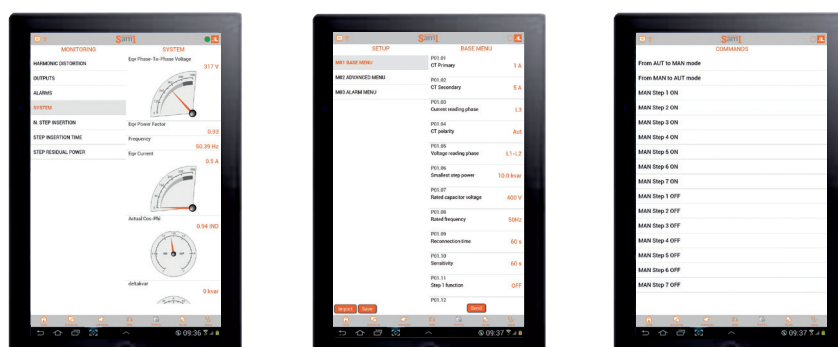 Sam1
MONITORING
SYSTEM
HARMONIC DISTORTION
OUTPUTS
ALARMS
SYSTEM
N. STEP INSERTION
STEP INSERTION TIME
STEP RESIDUAL POWER
Eqv Phase-To-Phase Voltage
317 V
Eqv Power Factor
0.93
Frequency
50.39 Hz
Eqv Current
0.5 A
Actual Cos-Phi
0.94 IND
deltakvar
0 kvar
09:36
Sam1
SETUP
BASE MENU
M01 BASE MENU
M02 ADVANCED MENU
M03 ALARM MENU
P01.01
CT Primary
1 A
P01.02
CT Secondary
5 A
P01.03
Current reading phase
L3
P01.04
CT polarity
Aut
P01.05
Voltage reading phase
L1-L2
P01.06
Smallest step power
10.0 kvar
P01.07
Rated capacitor voltage
400 V
P01.08
Rated frequency
50Hz
P01.09
Reconnection-time
60 s
P01.10
Sensitivity
60 s
P01.11
Step 1 function
OFF
P01.12
Import
Save
Send
09:37
Sam1
COMMANDS
From AUT to MAN mode
From MAN to AUT mode
MAN Step 1 ON
MAN Step 2 ON
MAN Step 3 ON
MAN Step 4 ON
MAN Step 5 ON
MAN Step 6 ON
MAN Step 7 ON
MAN Step 1 OFF
MAN Step 2 OFF
MAN Step 3 OFF
MAN Step 4 OFF
MAN Step 5 OFF
MAN Step 6 OFF
MAN Step 7 OFF
09:37